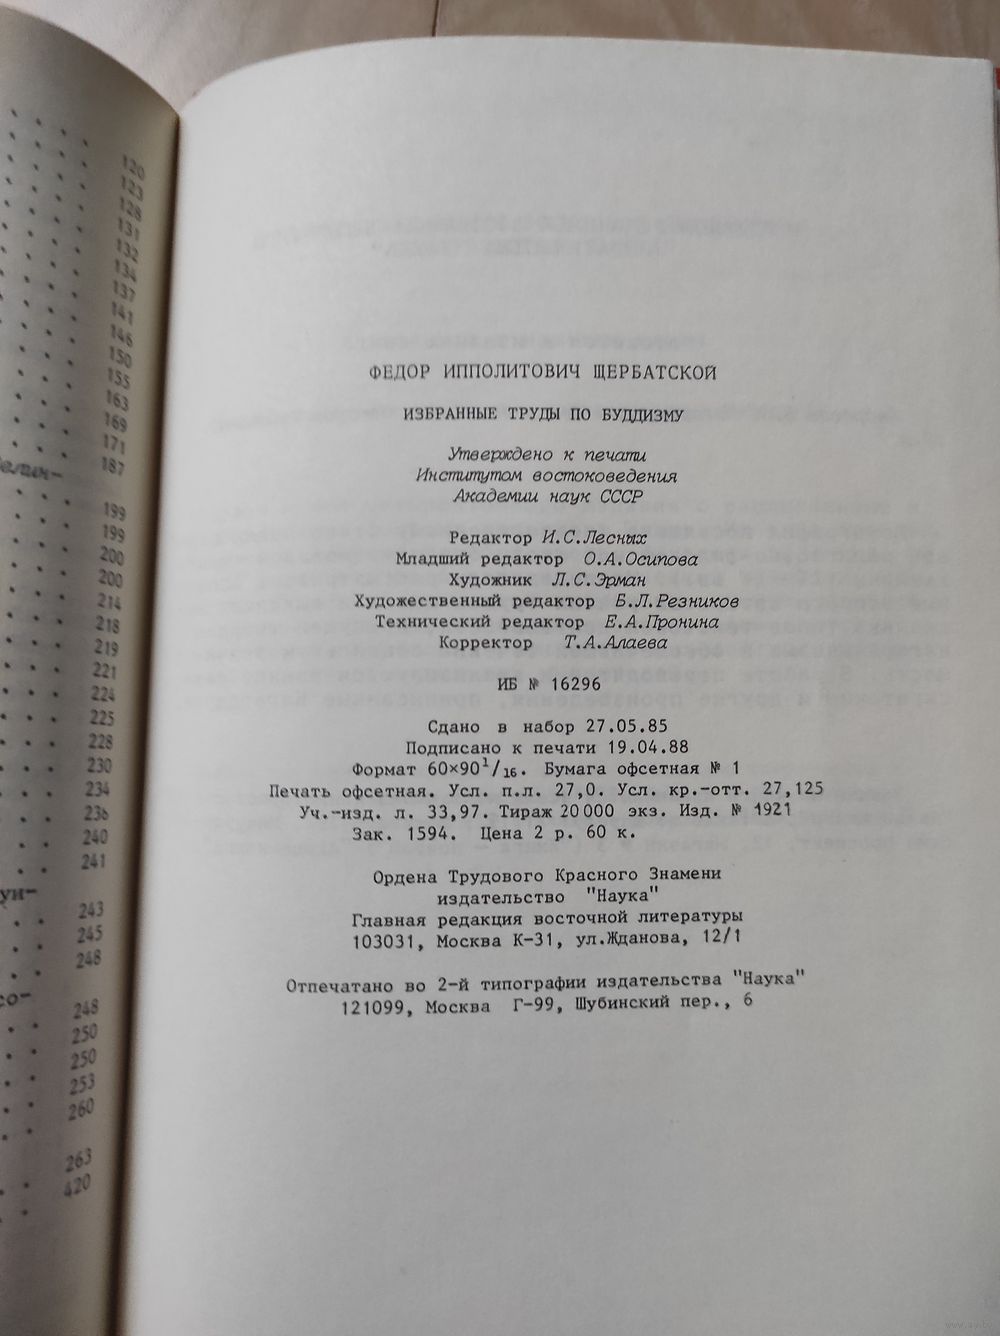 120
123
128
131
132
134
137
141
146
150
155
163
169
171
187
199
199
200
200
214
218
219
221
224
225
228
230
234
236
240
241
243
245
248
248
250
250
253
260
263
420
ФЕДОР ИППОЛИТОВИЧ ЩЕРБАТСКОЙ
ИЗБРАННЫЕ ТРУДЫ ПО БУДДИЗМУ
Утверждено к печати
Институтом востоковедения
Академии наук СССР
Редактор И.С.Лесных
Младший редактор О.А.Осипова
Художник Л.С.Эрман
Художественный редактор Б.Л.Резников
Технический редактор Е.А.Пронина
Корректор Т.А.Алаева
ИБ № 16296
Сдано в набор 27.05.85
Подписано к печати 19.04.88
Формат 60×90¹/₁₆. Бумага офсетная № 1
Печать офсетная. Усл. п.л. 27,0. Усл. кр.-отт. 27,125
Уч.-изд. л. 33,97. Тираж 20000 экз. Изд. № 1921
Зак. 1594. Цена 2 р. 60 к.
Ордена Трудового Красного Знамени
издательство "Наука"
Главная редакция восточной литературы
103031, Москва К-31, ул.Жданова, 12/1
Отпечатано во 2-й типографии издательства "Наука"
121099, Москва Г-99, Шубинский пер., 6